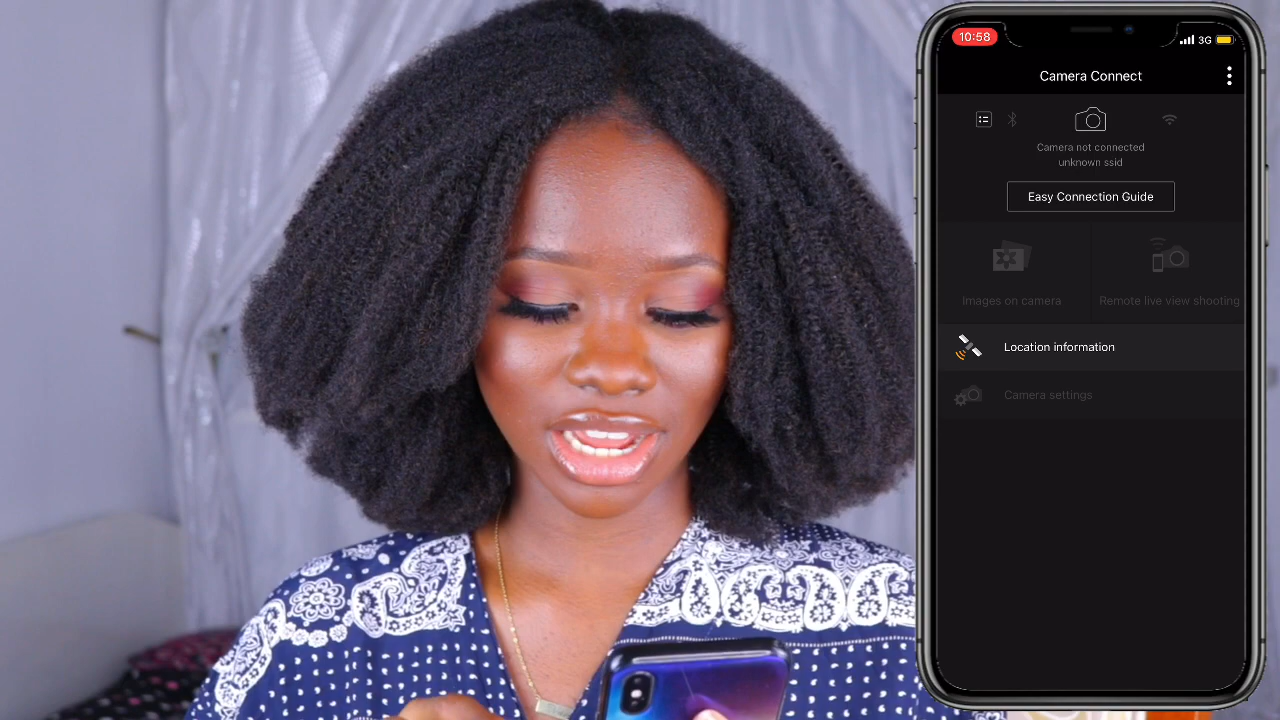 10:58
3G
Camera Connect
Camera not connected
unknown ssid
Easy Connection Guide
Images on camera
Remote live view shooting
Location information
Camera settings